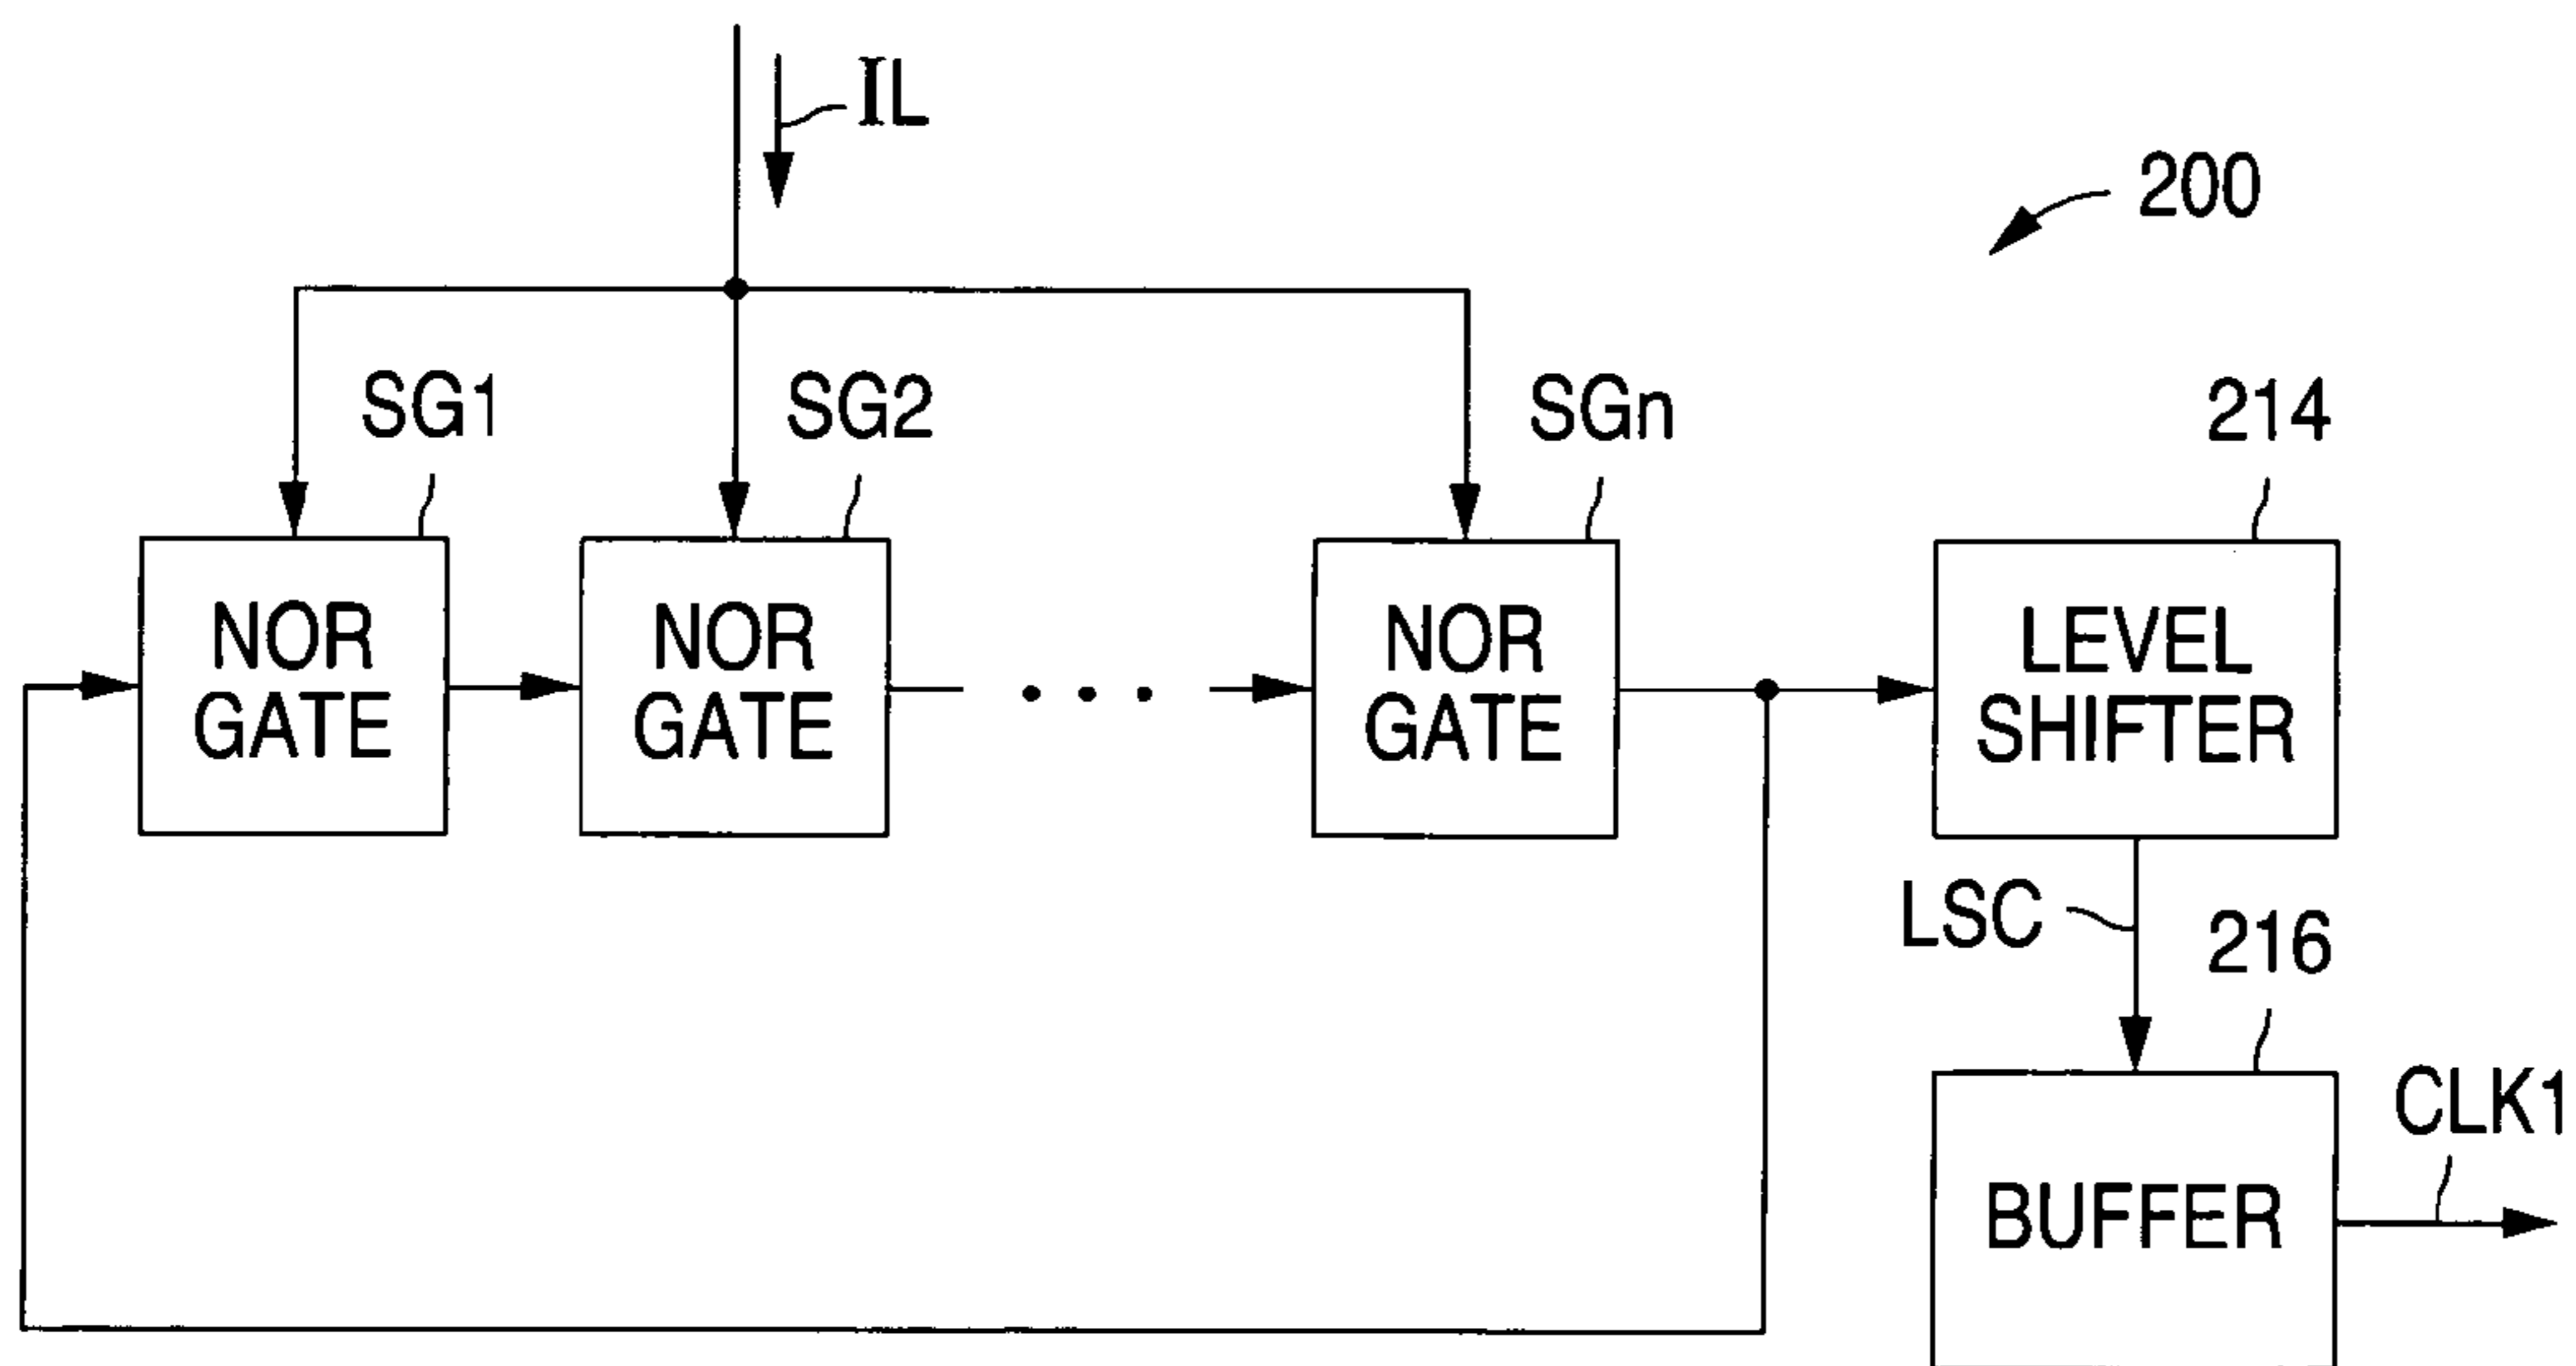 IL
200
SG1
SG2
SGn
214
NOR
GATE
NOR
GATE
NOR
GATE
LEVEL
SHIFTER
LSC
216
BUFFER
CLK1